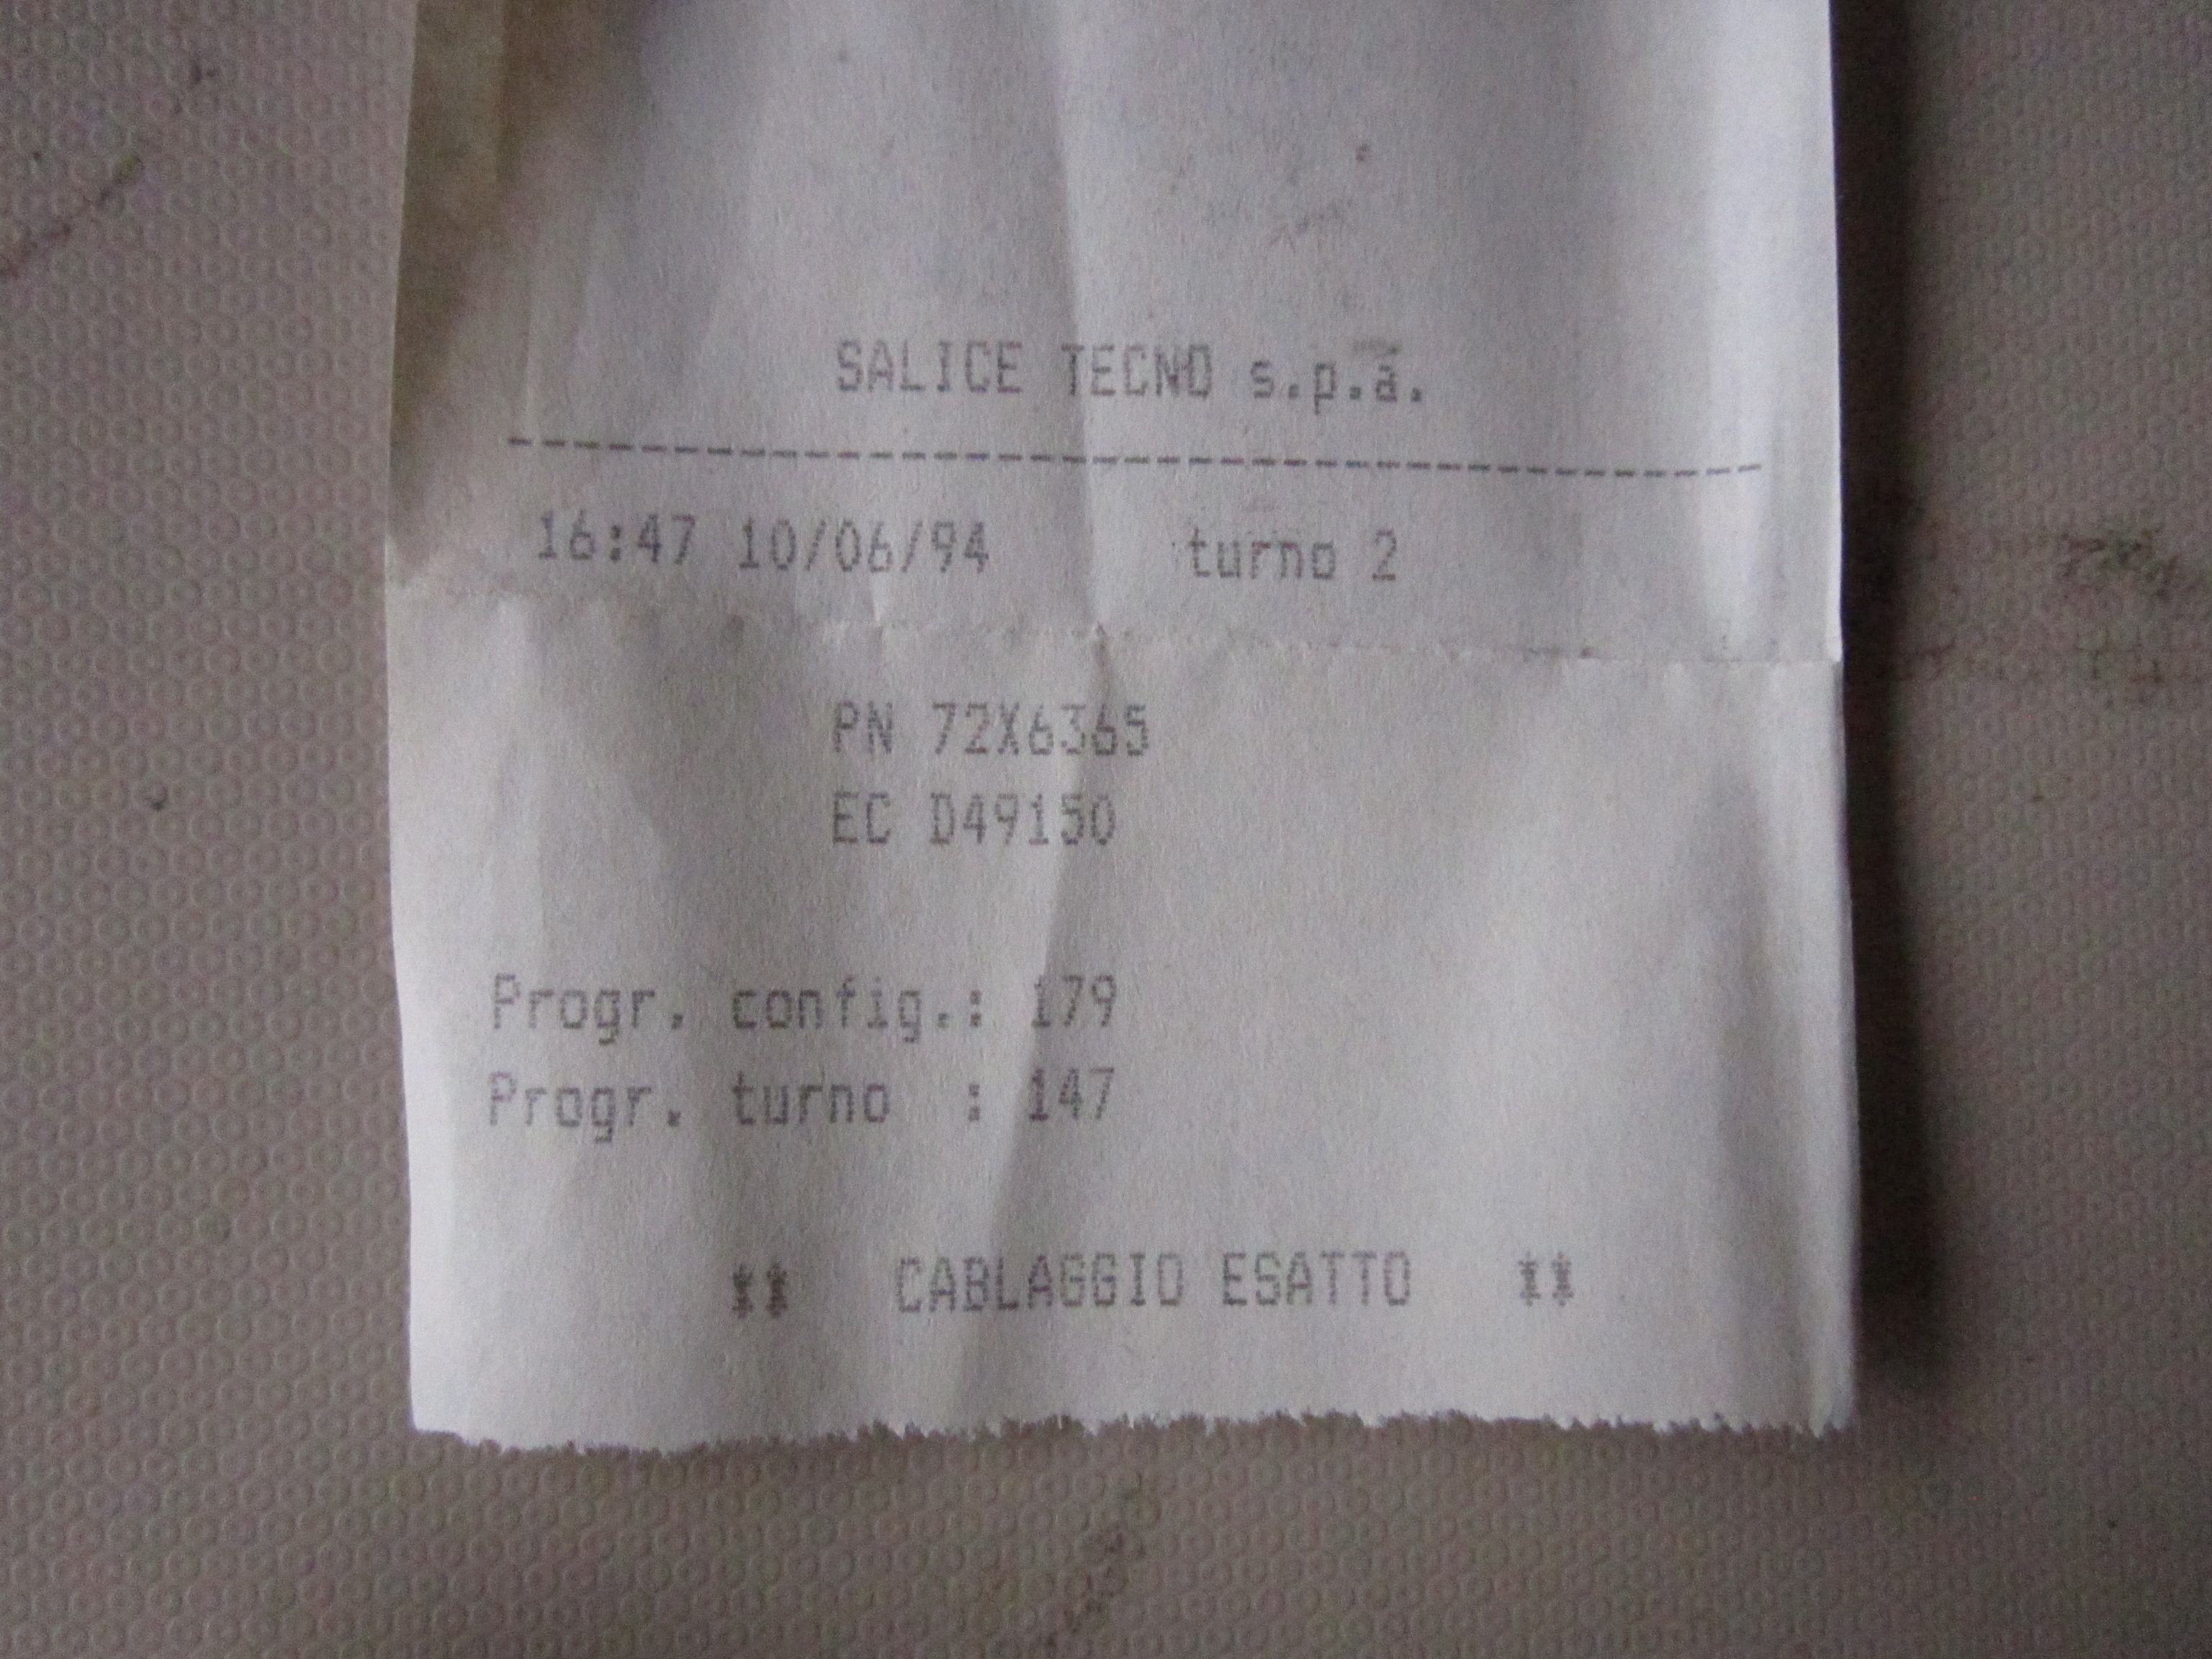 SALICE TECNO s.p.a.
--------------------------------------
16:47 10/06/94 turno 2
PN 72X6365
EC D49150
Progr. config.: 179
Progr. turno : 147
** CABLAGGIO ESATTO **